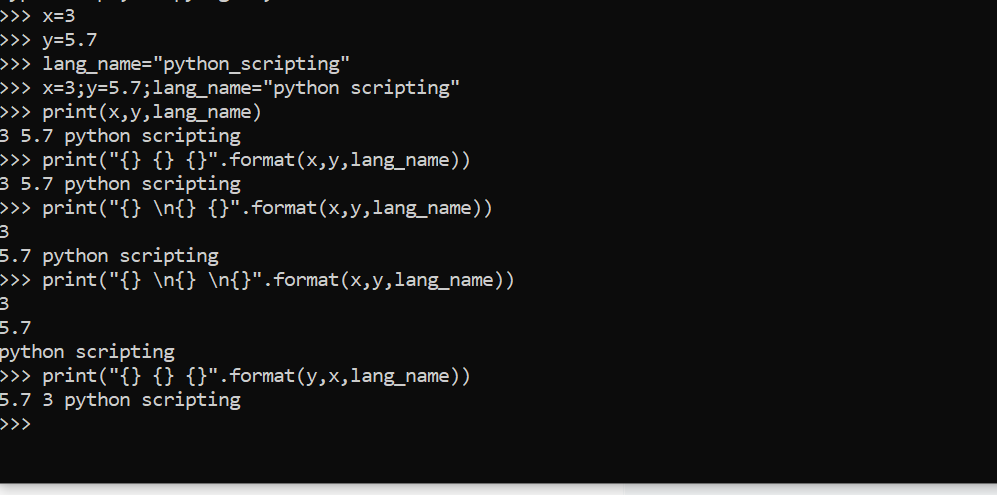 >>> x=3
>>> y=5.7
>>> lang_name="python_scripting"
>>> x=3;y=5.7;lang_name="python scripting"
>>> print(x,y,lang_name)
3 5.7 python scripting
>>> print("{} {} {}".format(x,y,lang_name))
3 5.7 python scripting
>>> print("{} \n{} {}".format(x,y,lang_name))
3
5.7 python scripting
>>> print("{} \n{} \n{}".format(x,y,lang_name))
3
5.7
python scripting
>>> print("{} {} {}".format(y,x,lang_name))
5.7 3 python scripting
>>>